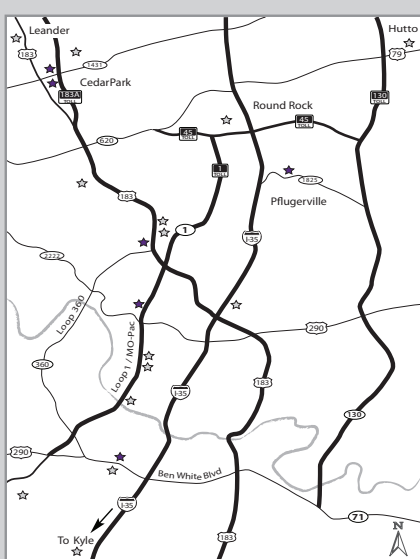 Leander
Hutto
183
79
1431
CedarPark
183A
TOLL
130
TOLL
Round Rock
45
TOLL
45
TOLL
620
1
TOLL
1825
183
Pflugerville
1
I-35
2222
Loop 360
290
Loop 1 / MO-Pac
360
183
I-35
130
290
Ben White Blvd
I-35
71
To Kyle
183
N